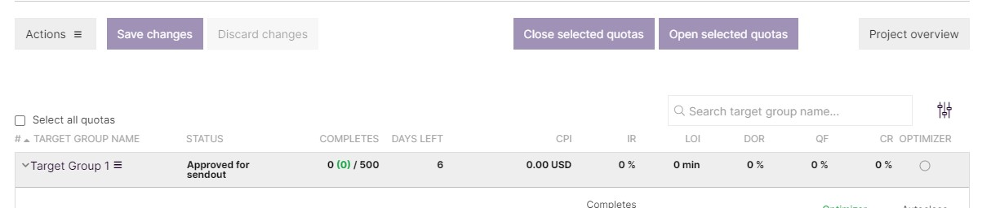 Actions
Save changes
Discard changes
Close selected quotas
Open selected quotas
Project overview
Search target group name...
Select all quotas
# TARGET GROUP NAME STATUS COMPLETES DAYS LEFT CPI IR LOI DOR QF CR OPTIMIZER
Target Group 1 Approved for sendout 0 (0) / 500 6 0.00 USD 0 % 0 min 0 % 0 % 0 %
Completes
Optimizer
Autoclose